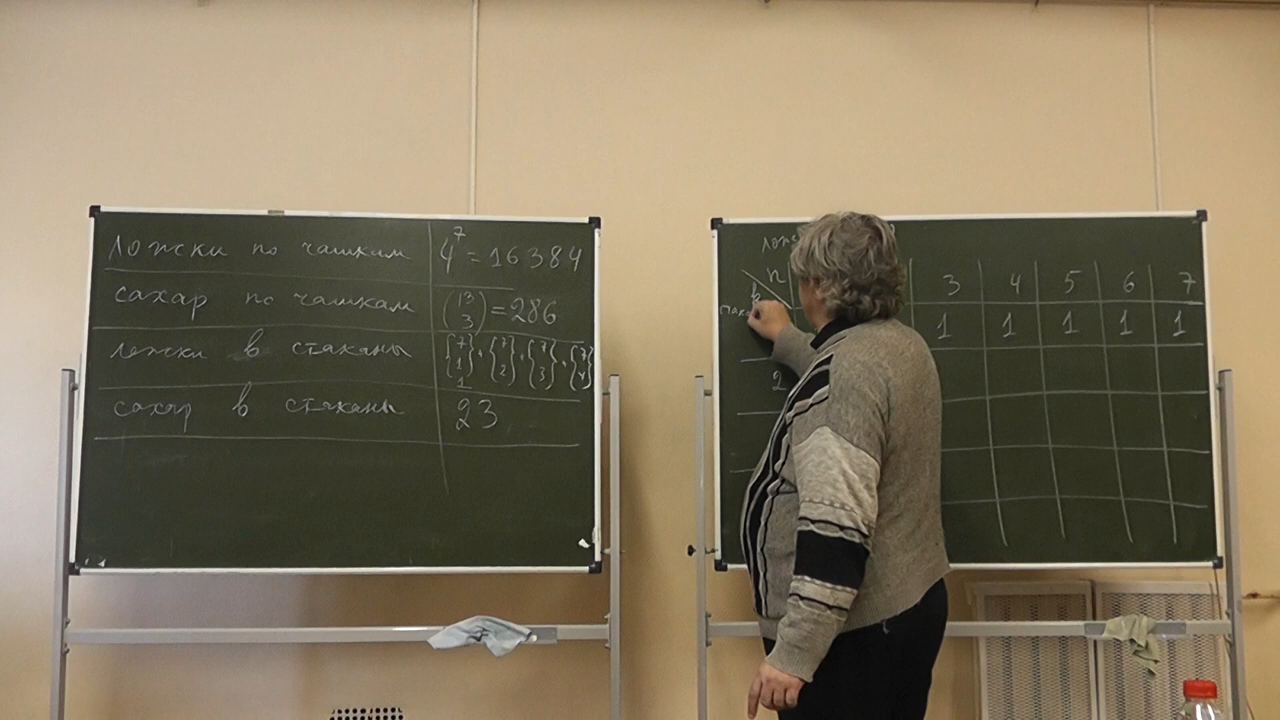 Ложки по чашкам 4^7 = 16384
сахар по чашкам (13 3) = 286
ложки в стаканы {7 1} + {7 2} + {7 3} + {7 4}
1
сахар в стаканы 23
n 3 4 5 6 7
1 1 1 1 1
2